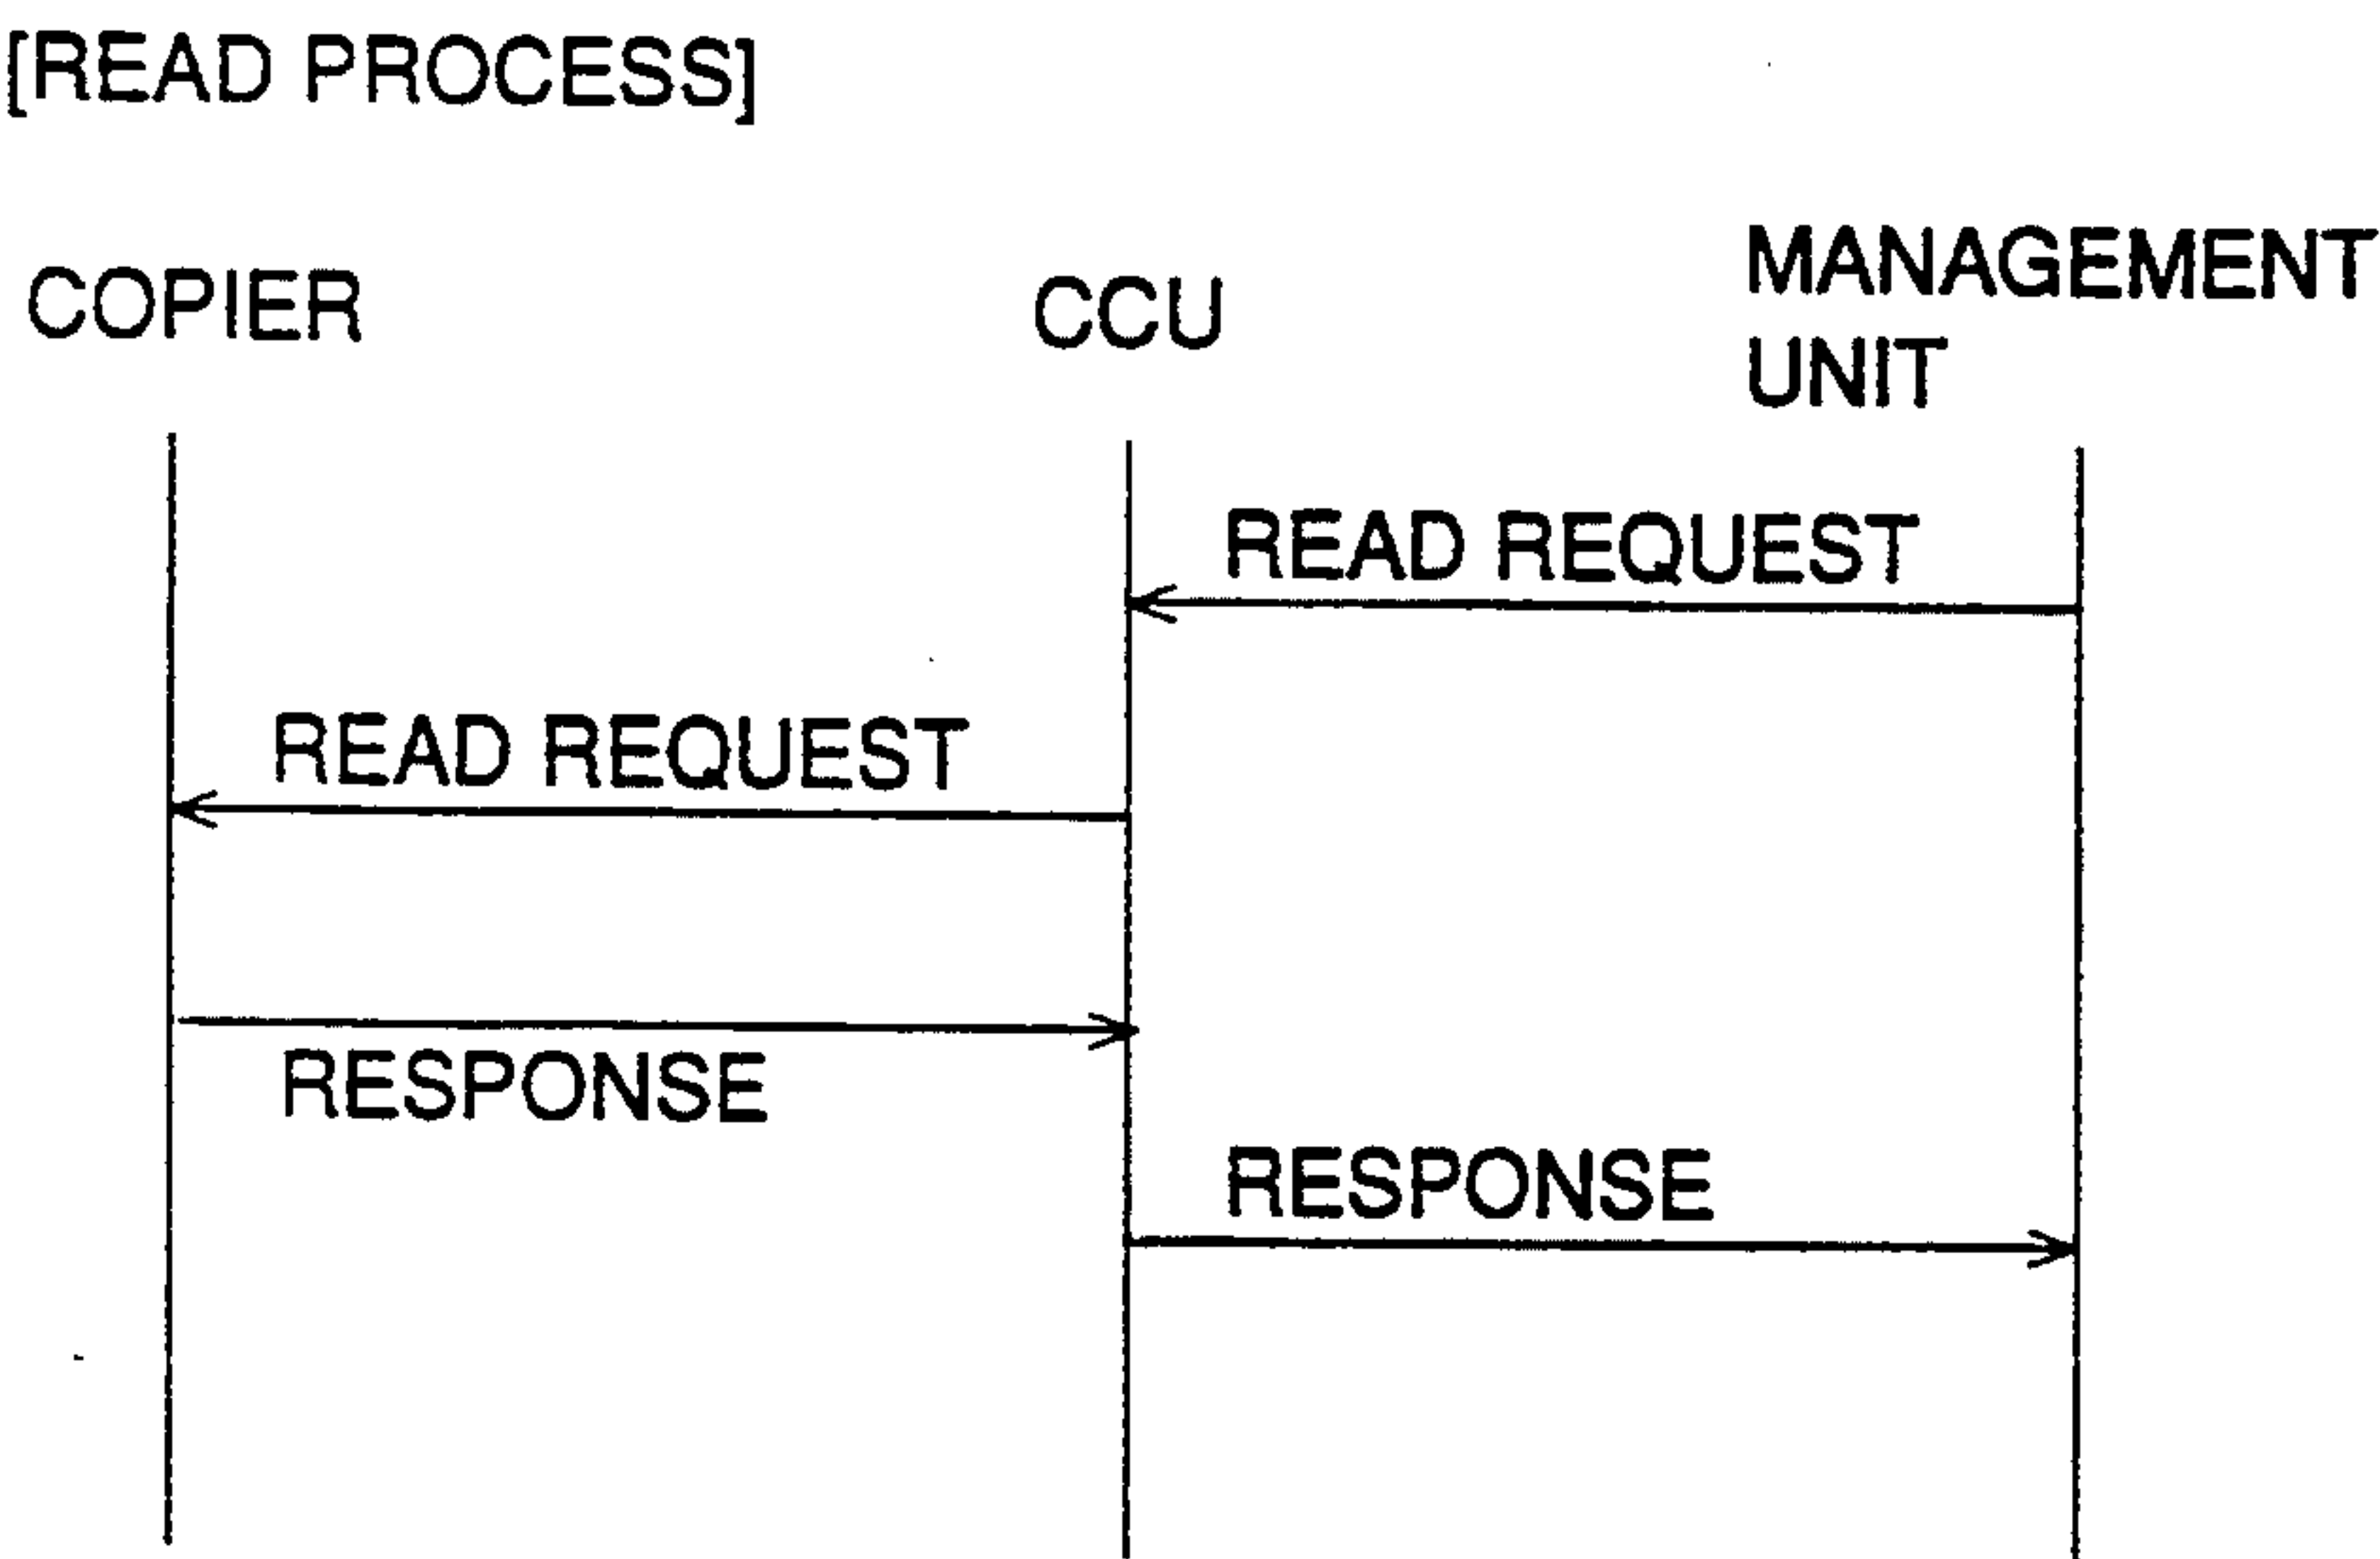 [READ PROCESS]
COPIER
CCU
MANAGEMENT
UNIT
READ REQUEST
READ REQUEST
RESPONSE
RESPONSE